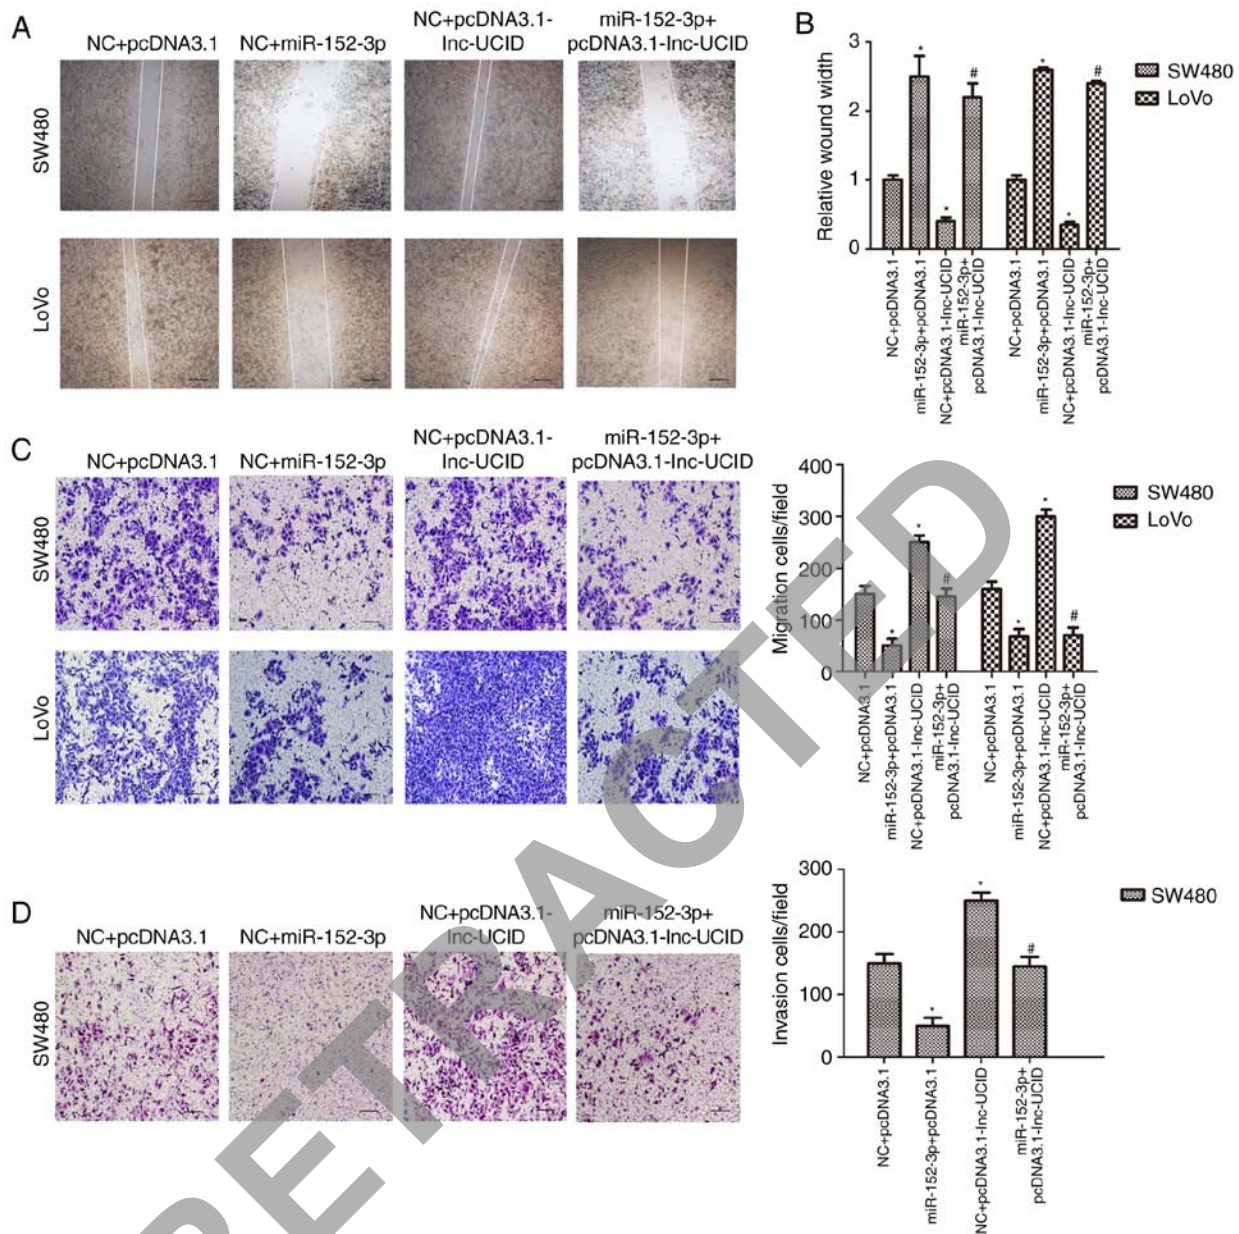 A
NC+pcDNA3.1
NC+miR-152-3p
NC+pcDNA3.1-
lnc-UCID
miR-152-3p+
pcDNA3.1-lnc-UCID
SW480
LoVo
B
Relative wound width
3
2
1
0
*
*
#
*
*
#
SW480
LoVo
NC+pcDNA3.1
miR-152-3p+pcDNA3.1
NC+pcDNA3.1-lnc-UCID
miR-152-3p+
pcDNA3.1-lnc-UCID
NC+pcDNA3.1
miR-152-3p+pcDNA3.1
NC+pcDNA3.1-lnc-UCID
miR-152-3p+
pcDNA3.1-lnc-UCID
C
NC+pcDNA3.1
NC+miR-152-3p
NC+pcDNA3.1-
lnc-UCID
miR-152-3p+
pcDNA3.1-lnc-UCID
SW480
LoVo
Migration cells/field
400
300
200
100
0
*
*
#
*
*
#
SW480
LoVo
NC+pcDNA3.1
miR-152-3p+pcDNA3.1
NC+pcDNA3.1-lnc-UCID
miR-152-3p+
pcDNA3.1-lnc-UCID
NC+pcDNA3.1
miR-152-3p+pcDNA3.1
NC+pcDNA3.1-lnc-UCID
miR-152-3p+
pcDNA3.1-lnc-UCID
D
NC+pcDNA3.1
NC+miR-152-3p
NC+pcDNA3.1-
lnc-UCID
miR-152-3p+
pcDNA3.1-lnc-UCID
SW480
Invasion cells/field
300
200
100
0
*
*
#
SW480
NC+pcDNA3.1
miR-152-3p+pcDNA3.1
NC+pcDNA3.1-lnc-UCID
miR-152-3p+
pcDNA3.1-lnc-UCID
RETRACTED